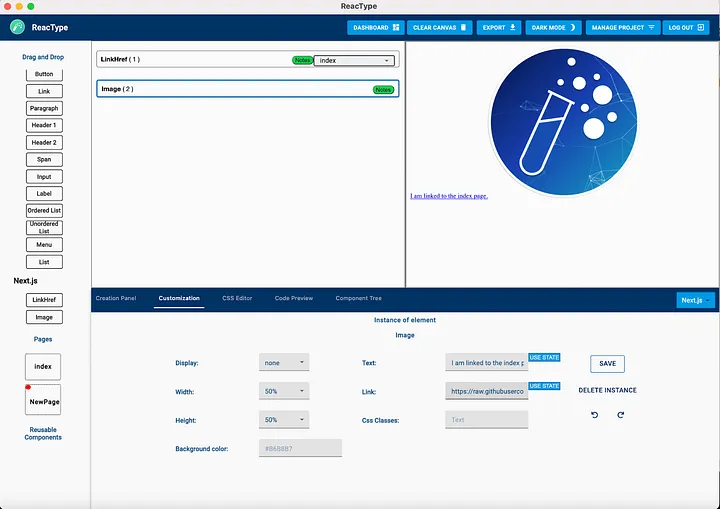 ReacType
ReacType
DASHBOARD
CLEAR CANVAS
EXPORT
DARK MODE
MANAGE PROJECT
LOG OUT
Drag and Drop
Button
Link
Paragraph
Header 1
Header 2
Span
Input
Label
Ordered List
Unordered
List
Menu
List
Next.js
LinkHref
Image
Pages
index
NewPage
Reusable
Components
LinkHref ( 1 )
Notes
index
Image ( 2 )
Notes
I am linked to the index page.
Creation Panel
Customization
CSS Editor
Code Preview
Component Tree
Next.js
Instance of element
Image
Display:
none
Text:
I am linked to the index p
USE STATE
SAVE
Width:
50%
Link:
https://raw.githubuserco
USE STATE
DELETE INSTANCE
Height:
50%
Css Classes:
Text
Background color:
#B6B8B7